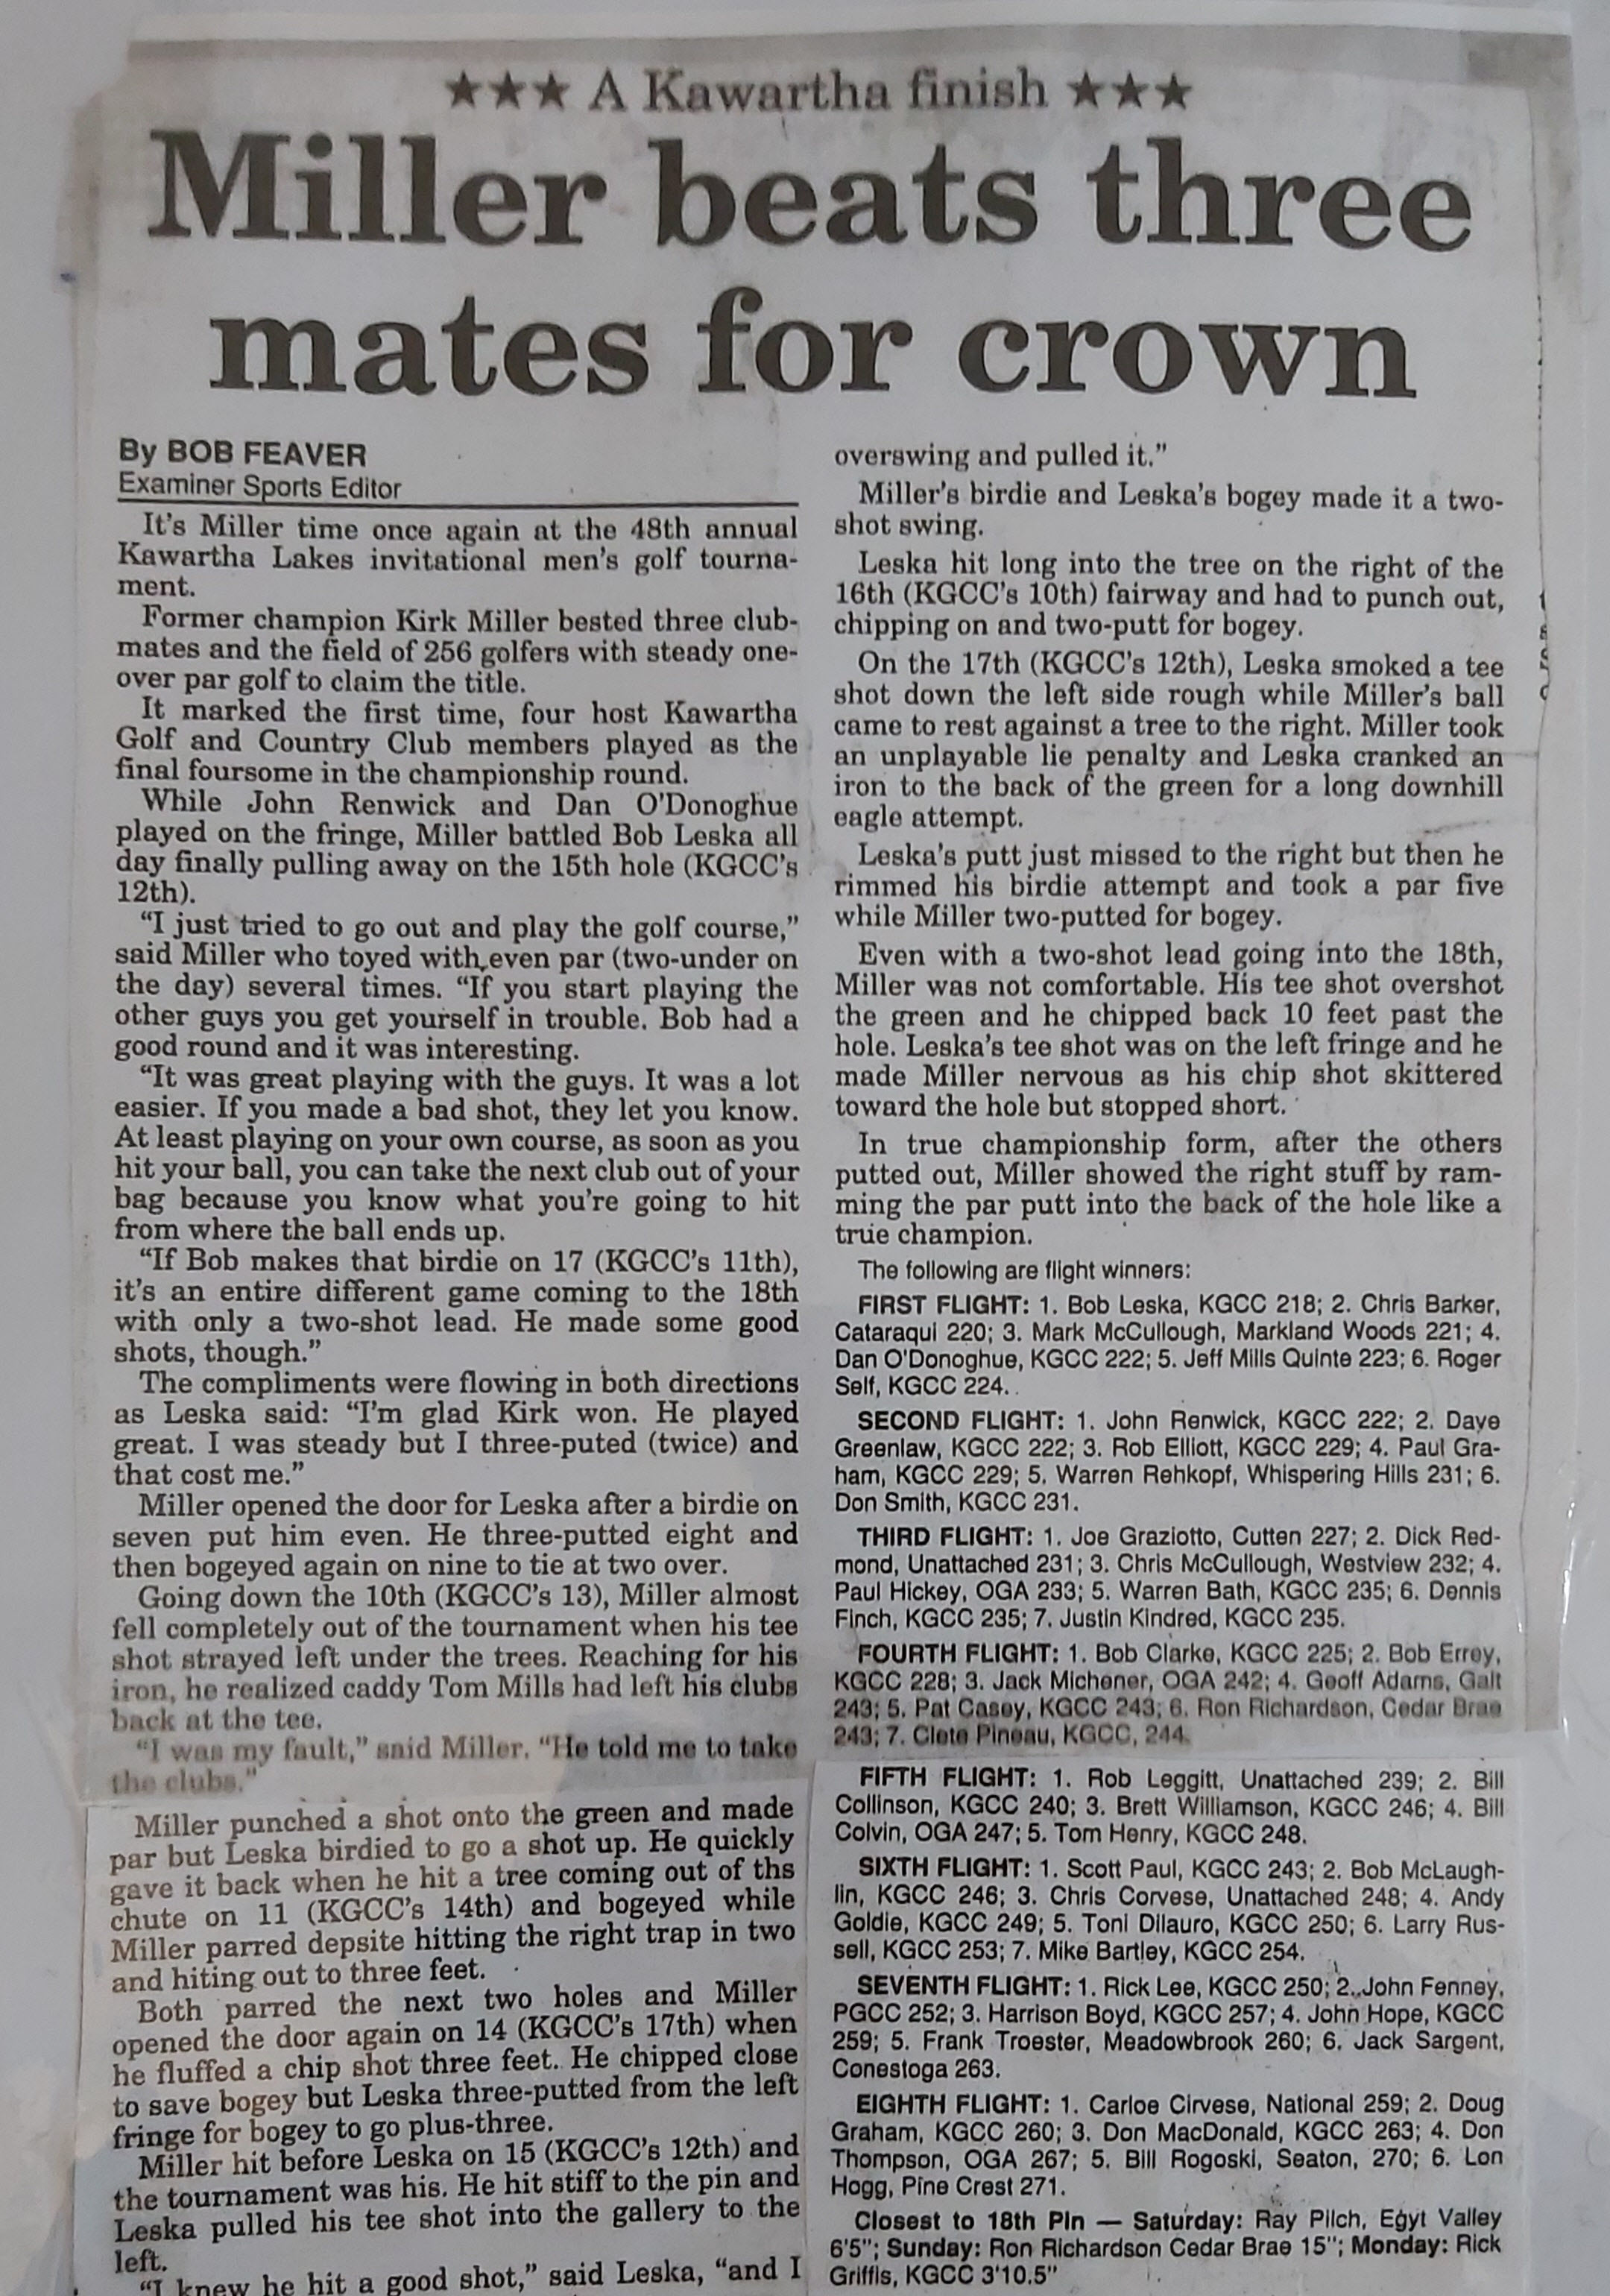 ★★★ A Kawartha finish ★★★
Miller beats three
mates for crown
By BOB FEAVER
Examiner Sports Editor
It's Miller time once again at the 48th annual
Kawartha Lakes invitational men's golf tourna-
ment.
Former champion Kirk Miller bested three club-
mates and the field of 256 golfers with steady one-
over par golf to claim the title.
It marked the first time, four host Kawartha
Golf and Country Club members played as the
final foursome in the championship round.
While John Renwick and Dan O'Donoghue
played on the fringe, Miller battled Bob Leska all
day finally pulling away on the 15th hole (KGCC's
12th).
“I just tried to go out and play the golf course,”
said Miller who toyed with even par (two-under on
the day) several times. “If you start playing the
other guys you get yourself in trouble. Bob had a
good round and it was interesting.
“It was great playing with the guys. It was a lot
easier. If you made a bad shot, they let you know.
At least playing on your own course, as soon as you
hit your ball, you can take the next club out of your
bag because you know what you're going to hit
from where the ball ends up.
“If Bob makes that birdie on 17 (KGCC's 11th),
it's an entire different game coming to the 18th
with only a two-shot lead. He made some good
shots, though.”
The compliments were flowing in both directions
as Leska said: “I'm glad Kirk won. He played
great. I was steady but I three-puted (twice) and
that cost me.”
Miller opened the door for Leska after a birdie on
seven put him even. He three-putted eight and
then bogeyed again on nine to tie at two over.
Going down the 10th (KGCC's 13), Miller almost
fell completely out of the tournament when his tee
shot strayed left under the trees. Reaching for his
iron, he realized caddy Tom Mills had left his clubs
back at the tee.
“I was my fault,” said Miller. “He told me to take
the clubs.”
Miller punched a shot onto the green and made
par but Leska birdied to go a shot up. He quickly
gave it back when he hit a tree coming out of ths
chute on 11 (KGCC's 14th) and bogeyed while
Miller parred depsite hitting the right trap in two
and hiting out to three feet.
Both parred the next two holes and Miller
opened the door again on 14 (KGCC's 17th) when
he fluffed a chip shot three feet. He chipped close
to save bogey but Leska three-putted from the left
fringe for bogey to go plus-three.
Miller hit before Leska on 15 (KGCC's 12th) and
the tournament was his. He hit stiff to the pin and
Leska pulled his tee shot into the gallery to the
left.
“I knew he hit a good shot,” said Leska, “and I
overswing and pulled it.”
Miller's birdie and Leska's bogey made it a two-
shot swing.
Leska hit long into the tree on the right of the
16th (KGCC's 10th) fairway and had to punch out,
chipping on and two-putt for bogey.
On the 17th (KGCC's 12th), Leska smoked a tee
shot down the left side rough while Miller's ball
came to rest against a tree to the right. Miller took
an unplayable lie penalty and Leska cranked an
iron to the back of the green for a long downhill
eagle attempt.
Leska's putt just missed to the right but then he
rimmed his birdie attempt and took a par five
while Miller two-putted for bogey.
Even with a two-shot lead going into the 18th,
Miller was not comfortable. His tee shot overshot
the green and he chipped back 10 feet past the
hole. Leska's tee shot was on the left fringe and he
made Miller nervous as his chip shot skittered
toward the hole but stopped short.
In true championship form, after the others
putted out, Miller showed the right stuff by ram-
ming the par putt into the back of the hole like a
true champion.
The following are flight winners:
FIRST FLIGHT: 1. Bob Leska, KGCC 218; 2. Chris Barker,
Cataraqui 220; 3. Mark McCullough, Markland Woods 221; 4.
Dan O'Donoghue, KGCC 222; 5. Jeff Mills Quinte 223; 6. Roger
Self, KGCC 224.
SECOND FLIGHT: 1. John Renwick, KGCC 222; 2. Dave
Greenlaw, KGCC 222; 3. Rob Elliott, KGCC 229; 4. Paul Gra-
ham, KGCC 229; 5. Warren Rehkopf, Whispering Hills 231; 6.
Don Smith, KGCC 231.
THIRD FLIGHT: 1. Joe Graziotto, Cutten 227; 2. Dick Red-
mond, Unattached 231; 3. Chris McCullough, Westview 232; 4.
Paul Hickey, OGA 233; 5. Warren Bath, KGCC 235; 6. Dennis
Finch, KGCC 235; 7. Justin Kindred, KGCC 235.
FOURTH FLIGHT: 1. Bob Clarke, KGCC 225; 2. Bob Errey,
KGCC 228; 3. Jack Michener, OGA 242; 4. Geoff Adams, Galt
243; 5. Pat Casey, KGCC 243; 6. Ron Richardson, Cedar Brae
243; 7. Clete Pineau, KGCC, 244.
FIFTH FLIGHT: 1. Rob Leggitt, Unattached 239; 2. Bill
Collinson, KGCC 240; 3. Brett Williamson, KGCC 246; 4. Bill
Colvin, OGA 247; 5. Tom Henry, KGCC 248.
SIXTH FLIGHT: 1. Scott Paul, KGCC 243; 2. Bob McLaugh-
lin, KGCC 246; 3. Chris Corvese, Unattached 248; 4. Andy
Goldie, KGCC 249; 5. Toni Dilauro, KGCC 250; 6. Larry Rus-
sell, KGCC 253; 7. Mike Bartley, KGCC 254.
SEVENTH FLIGHT: 1. Rick Lee, KGCC 250; 2. John Fenney,
PGCC 252; 3. Harrison Boyd, KGCC 257; 4. John Hope, KGCC
259; 5. Frank Troester, Meadowbrook 260; 6. Jack Sargent,
Conestoga 263.
EIGHTH FLIGHT: 1. Carloe Cirvese, National 259; 2. Doug
Graham, KGCC 260; 3. Don MacDonald, KGCC 263; 4. Don
Thompson, OGA 267; 5. Bill Rogoski, Seaton, 270; 6. Lon
Hogg, Pine Crest 271.
Closest to 18th Pin — Saturday: Ray Pilch, Egyt Valley
6'5"; Sunday: Ron Richardson Cedar Brae 15"; Monday: Rick
Griffis, KGCC 3'10.5"